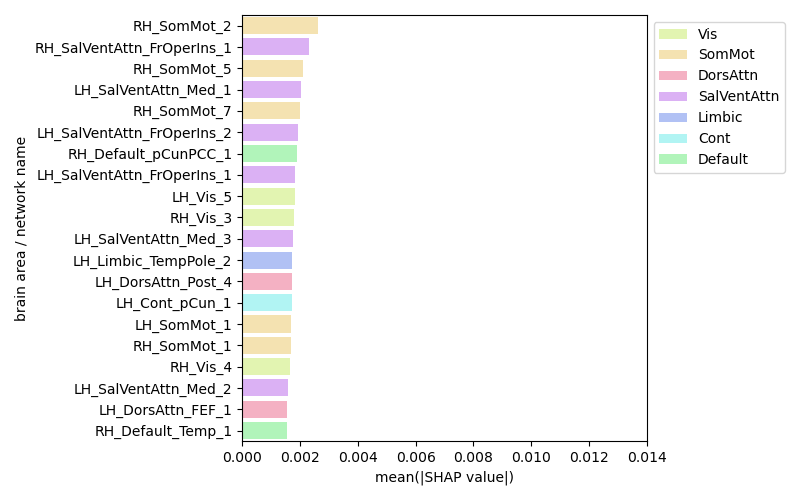 brain area / network name
RH_SomMot_2
RH_SalVentAttn_FrOperIns_1
RH_SomMot_5
LH_SalVentAttn_Med_1
RH_SomMot_7
LH_SalVentAttn_FrOperIns_2
RH_Default_pCunPCC_1
LH_SalVentAttn_FrOperIns_1
LH_Vis_5
RH_Vis_3
LH_SalVentAttn_Med_3
LH_Limbic_TempPole_2
LH_DorsAttn_Post_4
LH_Cont_pCun_1
LH_SomMot_1
RH_SomMot_1
RH_Vis_4
LH_SalVentAttn_Med_2
LH_DorsAttn_FEF_1
RH_Default_Temp_1
0.000 0.002 0.004 0.006 0.008 0.010 0.012 0.014
mean(|SHAP value|)
Vis
SomMot
DorsAttn
SalVentAttn
Limbic
Cont
Default